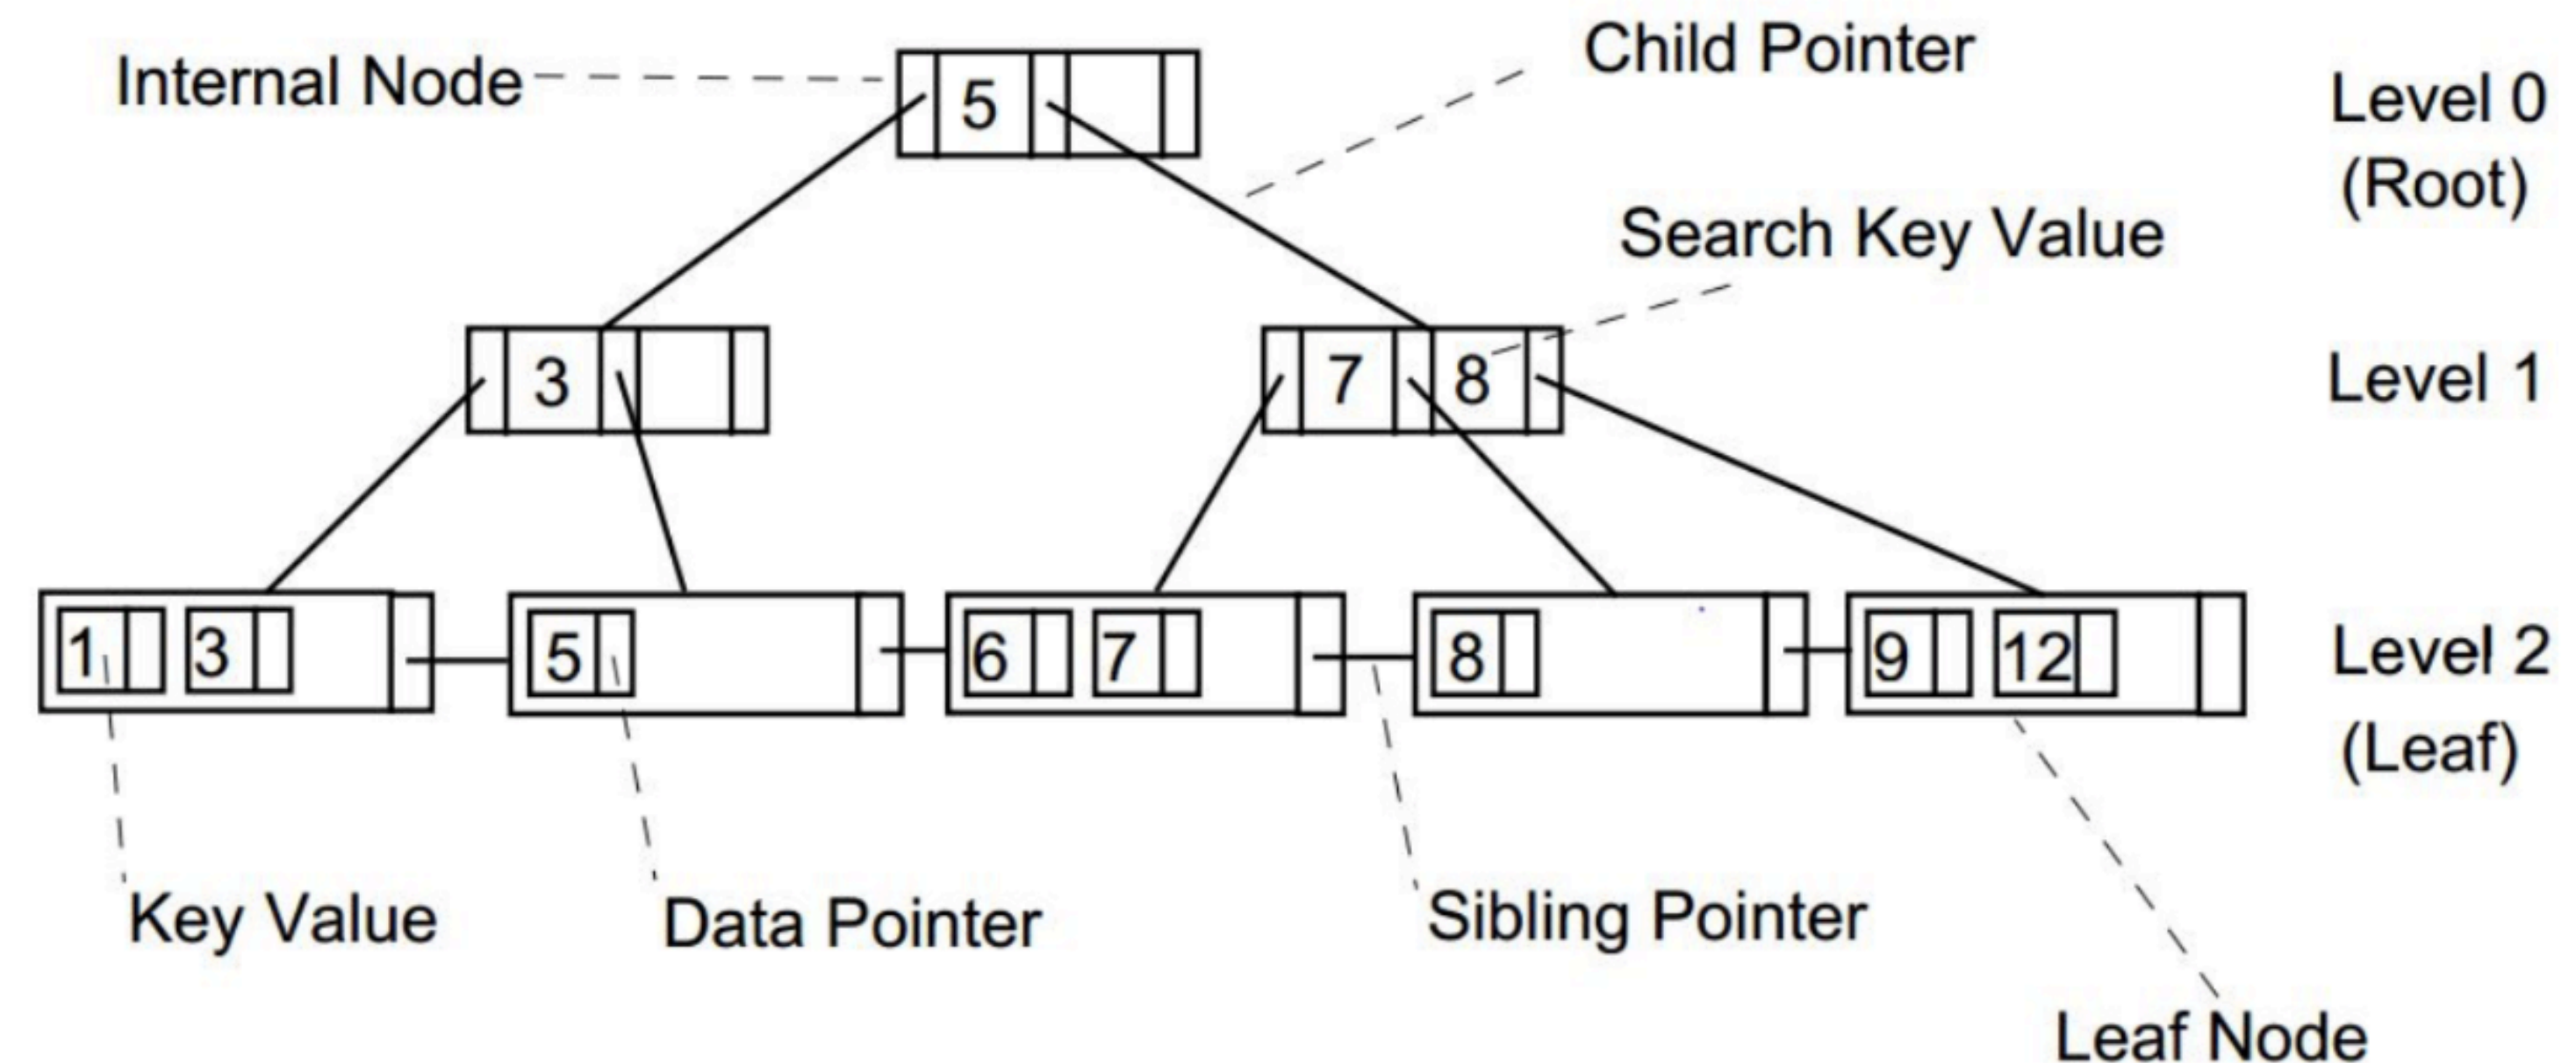 Internal Node
5
Child Pointer
Level 0
(Root)
Search Key Value
3
7 8
Level 1
1 3
5
6 7
8
9 12
Level 2
(Leaf)
Key Value
Data Pointer
Sibling Pointer
Leaf Node